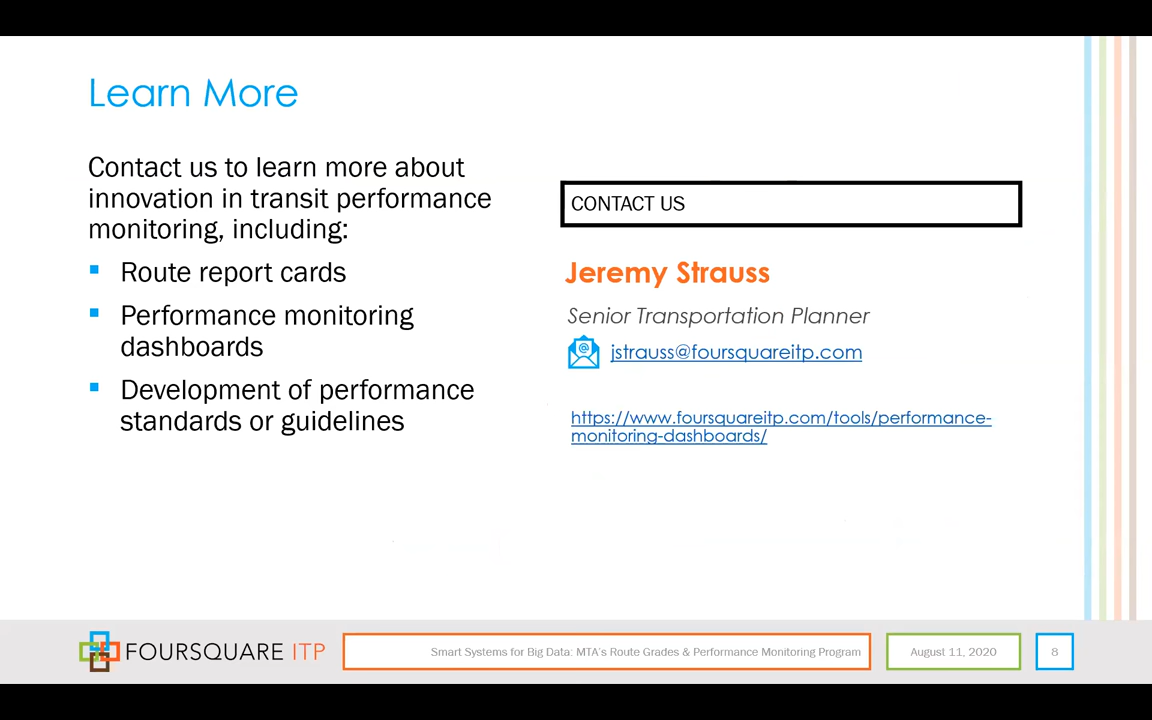 Learn More
Contact us to learn more about
innovation in transit performance
monitoring, including:
Route report cards
Performance monitoring
dashboards
Development of performance
standards or guidelines
CONTACT US
Jeremy Strauss
Senior Transportation Planner
jstrauss@foursquareitp.com
https://www.foursquareitp.com/tools/performance-
monitoring-dashboards/
FOURSQUARE ITP
Smart Systems for Big Data: MTA's Route Grades & Performance Monitoring Program
August 11, 2020
8